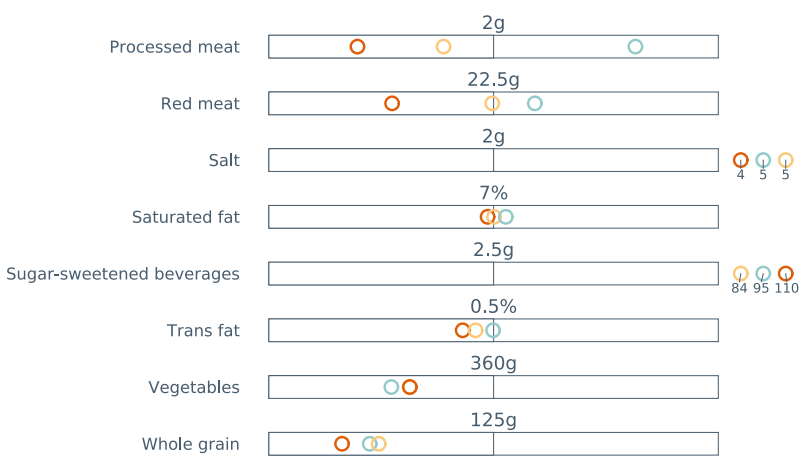 2g
Processed meat
22.5g
Red meat
2g
Salt
4 5 5
7%
Saturated fat
2.5g
Sugar-sweetened beverages
84 95 110
0.5%
Trans fat
360g
Vegetables
125g
Whole grain